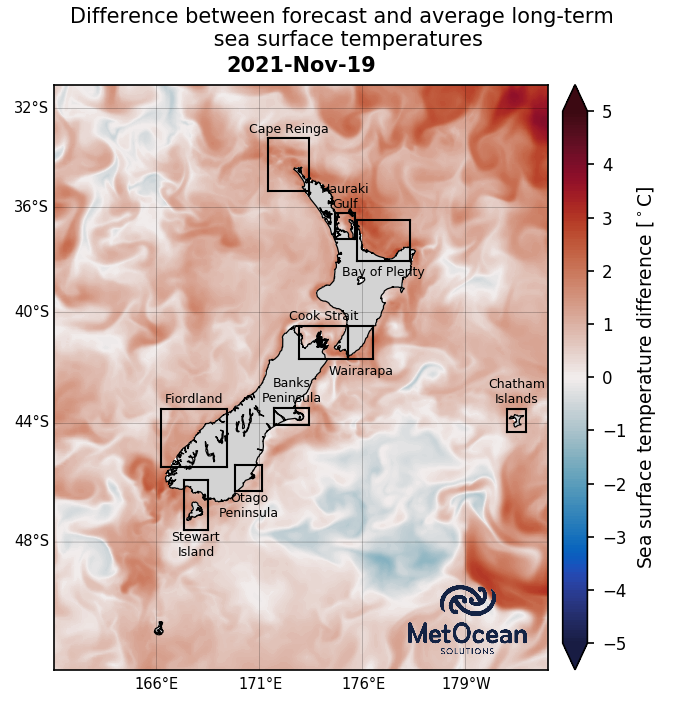 Difference between forecast and average long-term
sea surface temperatures
2021-Nov-19
32°S
36°S
40°S
44°S
48°S
166°E
171°E
176°E
179°W
Cape Reinga
Hauraki
Gulf
Bay of Plenty
Cook Strait
Wairarapa
Banks
Peninsula
Fiordland
Chatham
Islands
Otago
Peninsula
Stewart
Island
MetOcean
SOLUTIONS
5
4
3
2
1
0
−1
−2
−3
−4
−5
Sea surface temperature difference [°C]